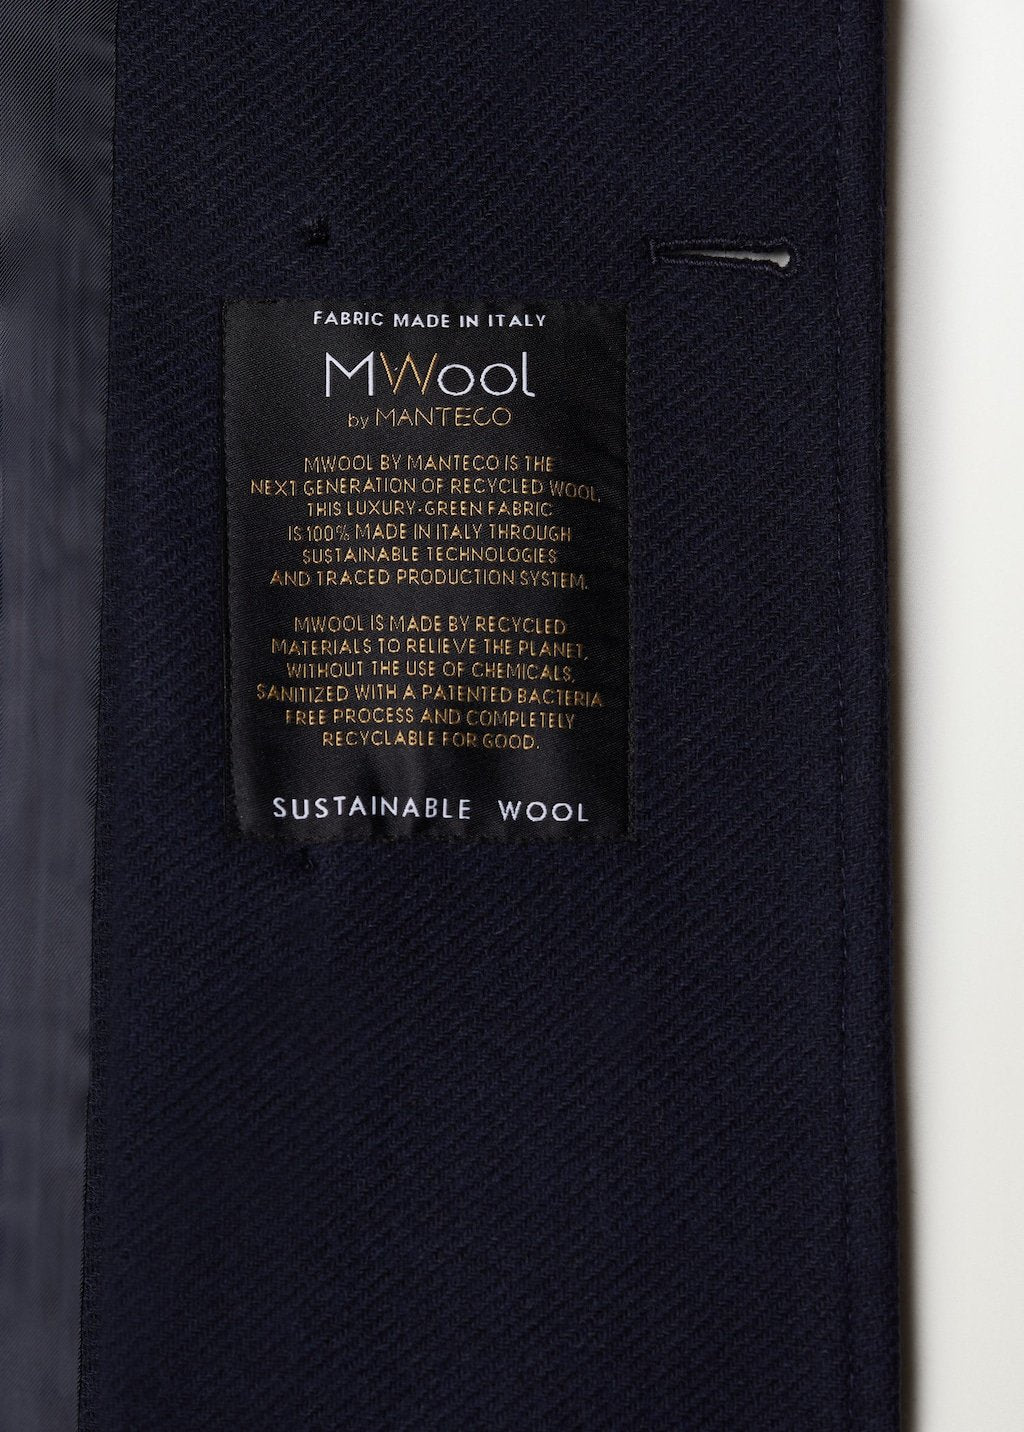 FABRIC MADE IN ITALY
MWool
by MANTECO
MWOOL BY MANTECO IS THE
NEXT GENERATION OF RECYCLED WOOL,
THIS LUXURY-GREEN FABRIC
IS 100% MADE IN ITALY THROUGH
SUSTAINABLE TECHNOLOGIES
AND TRACED PRODUCTION SYSTEM.
MWOOL IS MADE BY RECYCLED
MATERIALS TO RELIEVE THE PLANET,
WITHOUT THE USE OF CHEMICALS,
SANITIZED WITH A PATENTED BACTERIA
FREE PROCESS AND COMPLETELY
RECYCLABLE FOR GOOD.
SUSTAINABLE WOOL